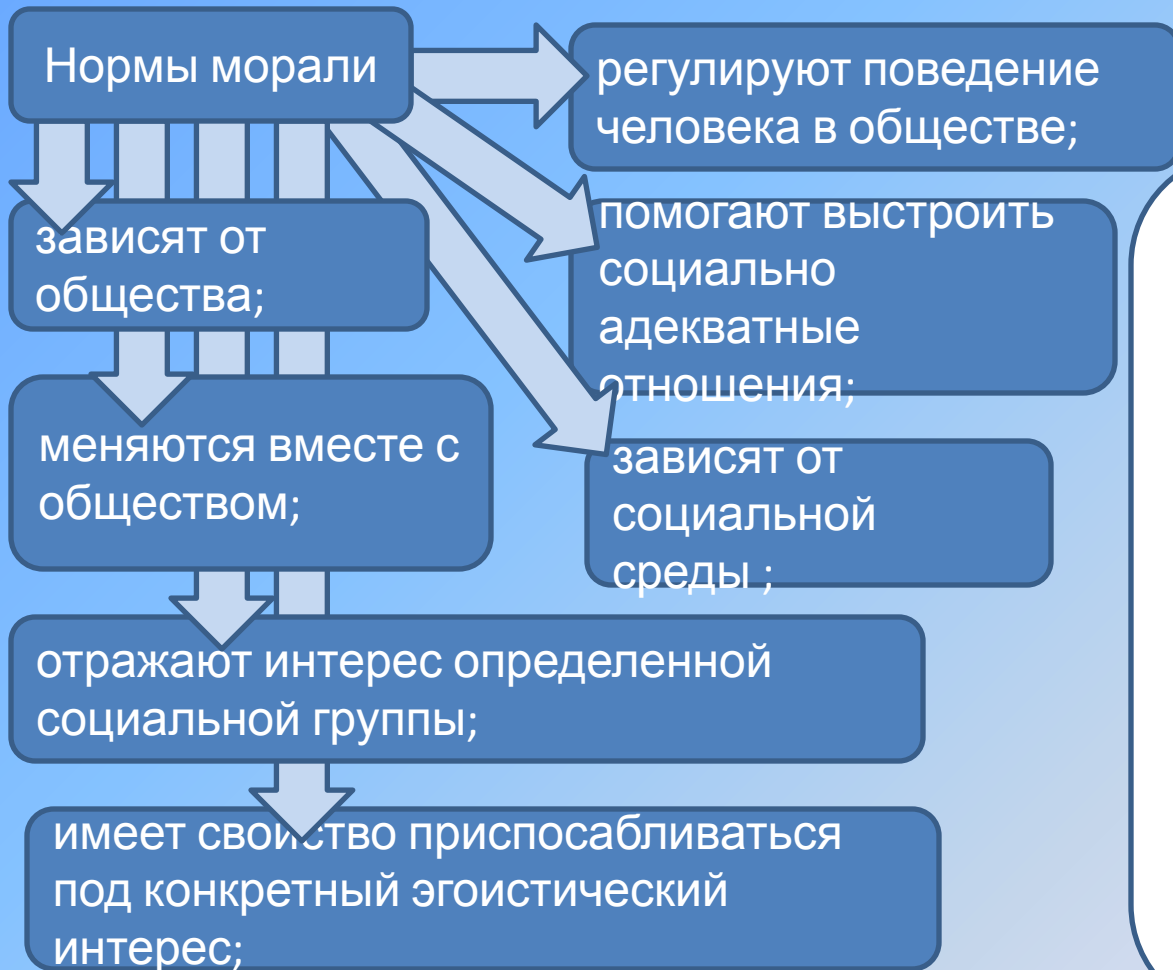 Нормы морали
регулируют поведение
человека в обществе;
помогают выстроить
социально
адекватные
отношения;
зависят от
социальной
среды ;
зависят от
общества;
меняются вместе с
обществом;
отражают интерес определенной
социальной группы;
имеет свойство приспосабливаться
под конкретный эгоистический
интерес;